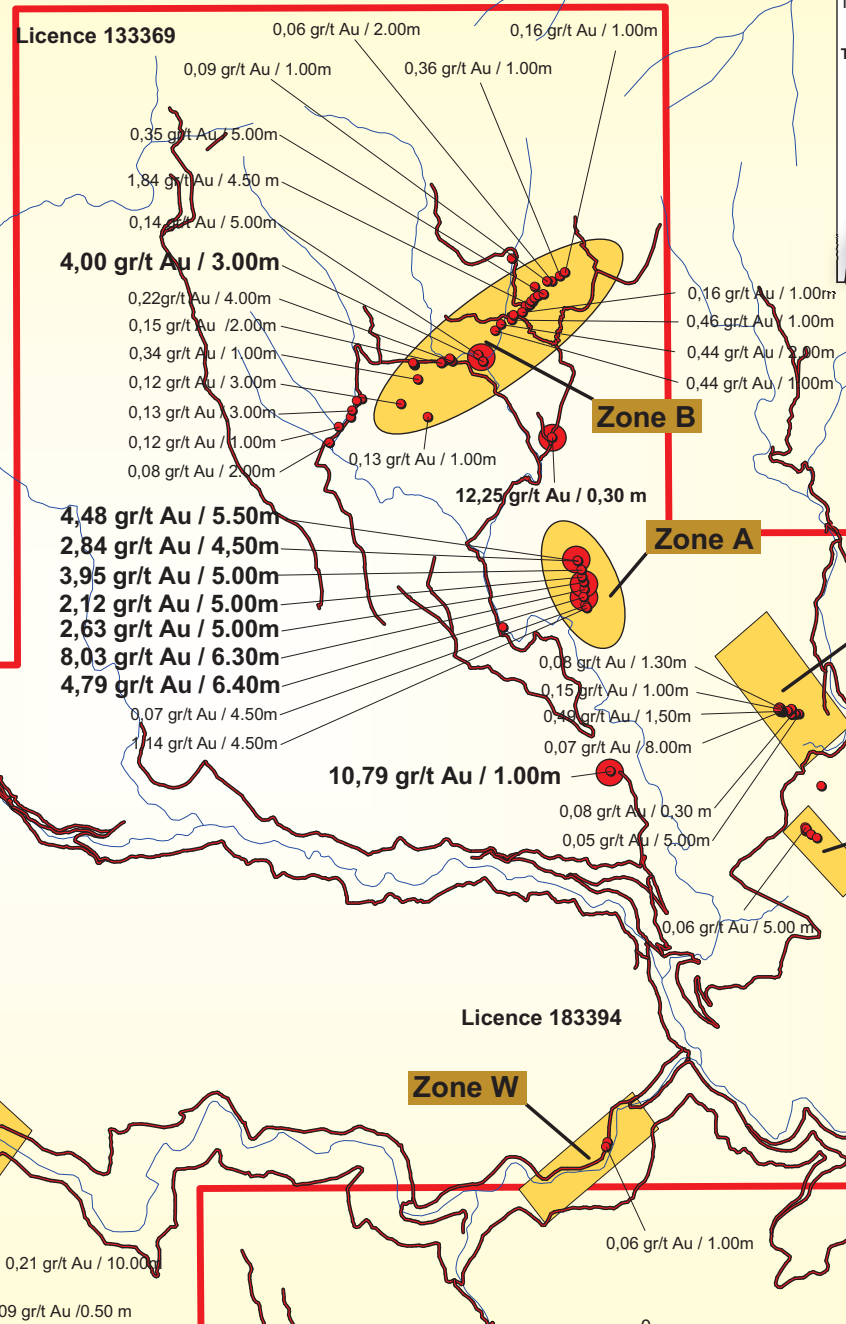 Licence 133369
0,06 gr/t Au / 2.00m
0,16 gr/t Au / 1.00m
0,09 gr/t Au / 1.00m
0,36 gr/t Au / 1.00m
0,35 gr/t Au / 5.00m
1,84 gr/t Au / 4.50 m
0,14 gr/t Au / 5.00m
4,00 gr/t Au / 3.00m
0,22gr/t Au / 4.00m
0,15 gr/t Au /2.00m
0,34 gr/t Au / 1.00m
0,12 gr/t Au / 3.00m
0,13 gr/t Au / 3.00m
0,12 gr/t Au / 1.00m
0,08 gr/t Au / 2.00m
0,16 gr/t Au / 1.00m
0,46 gr/t Au / 1.00m
0,44 gr/t Au / 2.00m
0,44 gr/t Au / 1.00m
Zone B
0,13 gr/t Au / 1.00m
12,25 gr/t Au / 0,30 m
4,48 gr/t Au / 5.50m
2,84 gr/t Au / 4,50m
3,95 gr/t Au / 5.00m
2,12 gr/t Au / 5.00m
2,63 gr/t Au / 5.00m
8,03 gr/t Au / 6.30m
4,79 gr/t Au / 6.40m
0,07 gr/t Au / 4.50m
1,14 gr/t Au / 4.50m
Zone A
0,08 gr/t Au / 1.30m
0,15 gr/t Au / 1.00m
0,49 gr/t Au / 1,50m
0,07 gr/t Au / 8.00m
10,79 gr/t Au / 1.00m
0,08 gr/t Au / 0,30 m
0,05 gr/t Au / 5.00m
0,06 gr/t Au / 5.00 m
Licence 183394
Zone W
0,06 gr/t Au / 1.00m
0,21 gr/t Au / 10.00m
09 gr/t Au /0.50 m